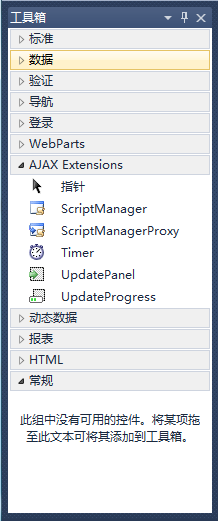 工具箱
标准
数据
验证
导航
登录
WebParts
AJAX Extensions
指针
ScriptManager
ScriptManagerProxy
Timer
UpdatePanel
UpdateProgress
动态数据
报表
HTML
常规
此组中没有可用的控件。将某项拖
至此文本可将其添加到工具箱。